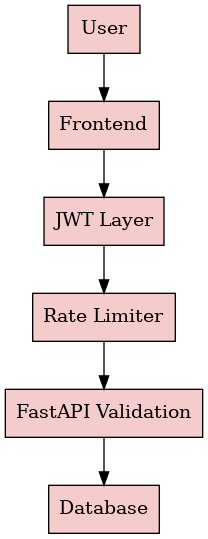 User
Frontend
JWT Layer
Rate Limiter
FastAPI Validation
Database